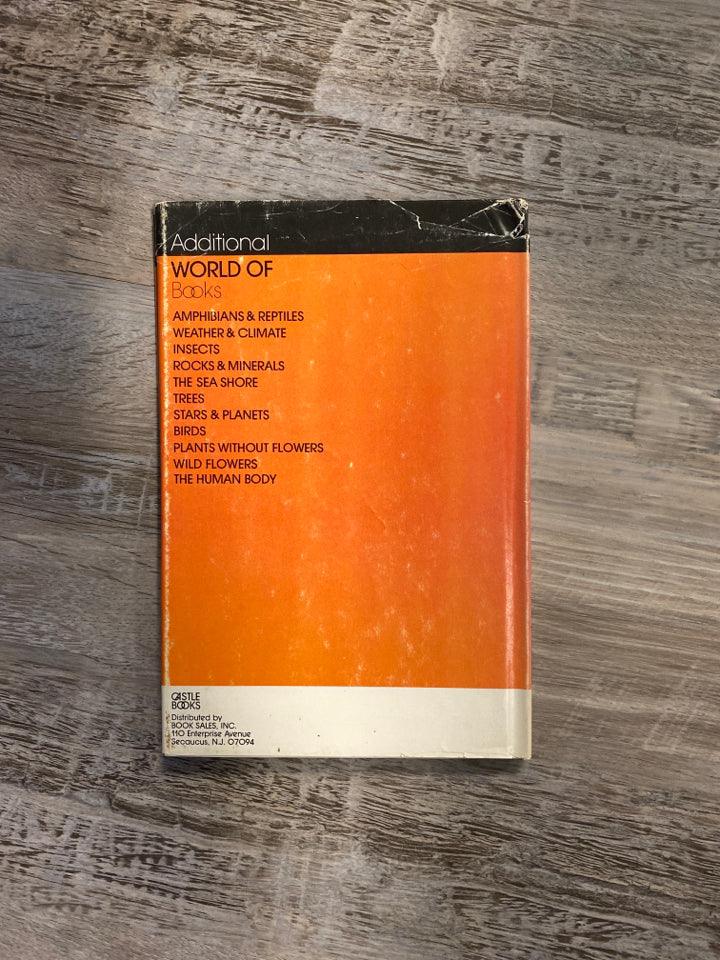 Additional
WORLD OF
Books
AMPHIBIANS & REPTILES
WEATHER & CLIMATE
INSECTS
ROCKS & MINERALS
THE SEA SHORE
TREES
STARS & PLANETS
BIRDS
PLANTS WITHOUT FLOWERS
WILD FLOWERS
THE HUMAN BODY
CASTLE
BOOKS
Distributed by
BOOK SALES, INC.
110 Enterprise Avenue
Secaucus, N.J. 07094